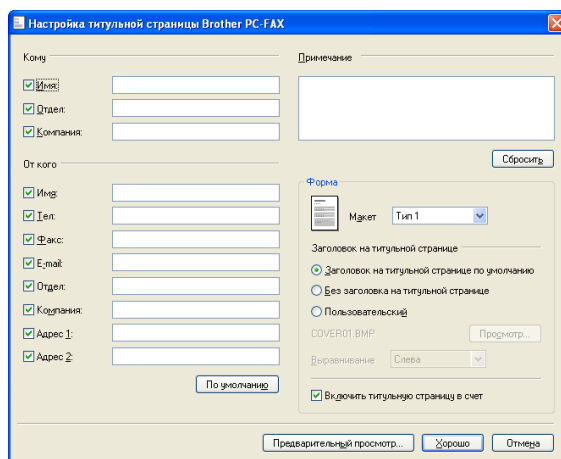 Настройка титульной страницы Brother PC-FAX
Кому
Имя:
Отдел:
Компания:
От кого
Имя:
Тел:
Факс:
E-mail:
Отдел:
Компания:
Адрес 1:
Адрес 2:
По умолчанию
Примечание
Сбросить
Форма
Макет
Тип 1
Заголовок на титульной странице
Заголовок на титульной странице по умолчанию
Без заголовка на титульной странице
Пользовательский
COVER01.BMP
Просмотр...
Выравнивание
Слева
Включить титульную страницу в счет
Предварительный просмотр...
Хорошо
Отмена